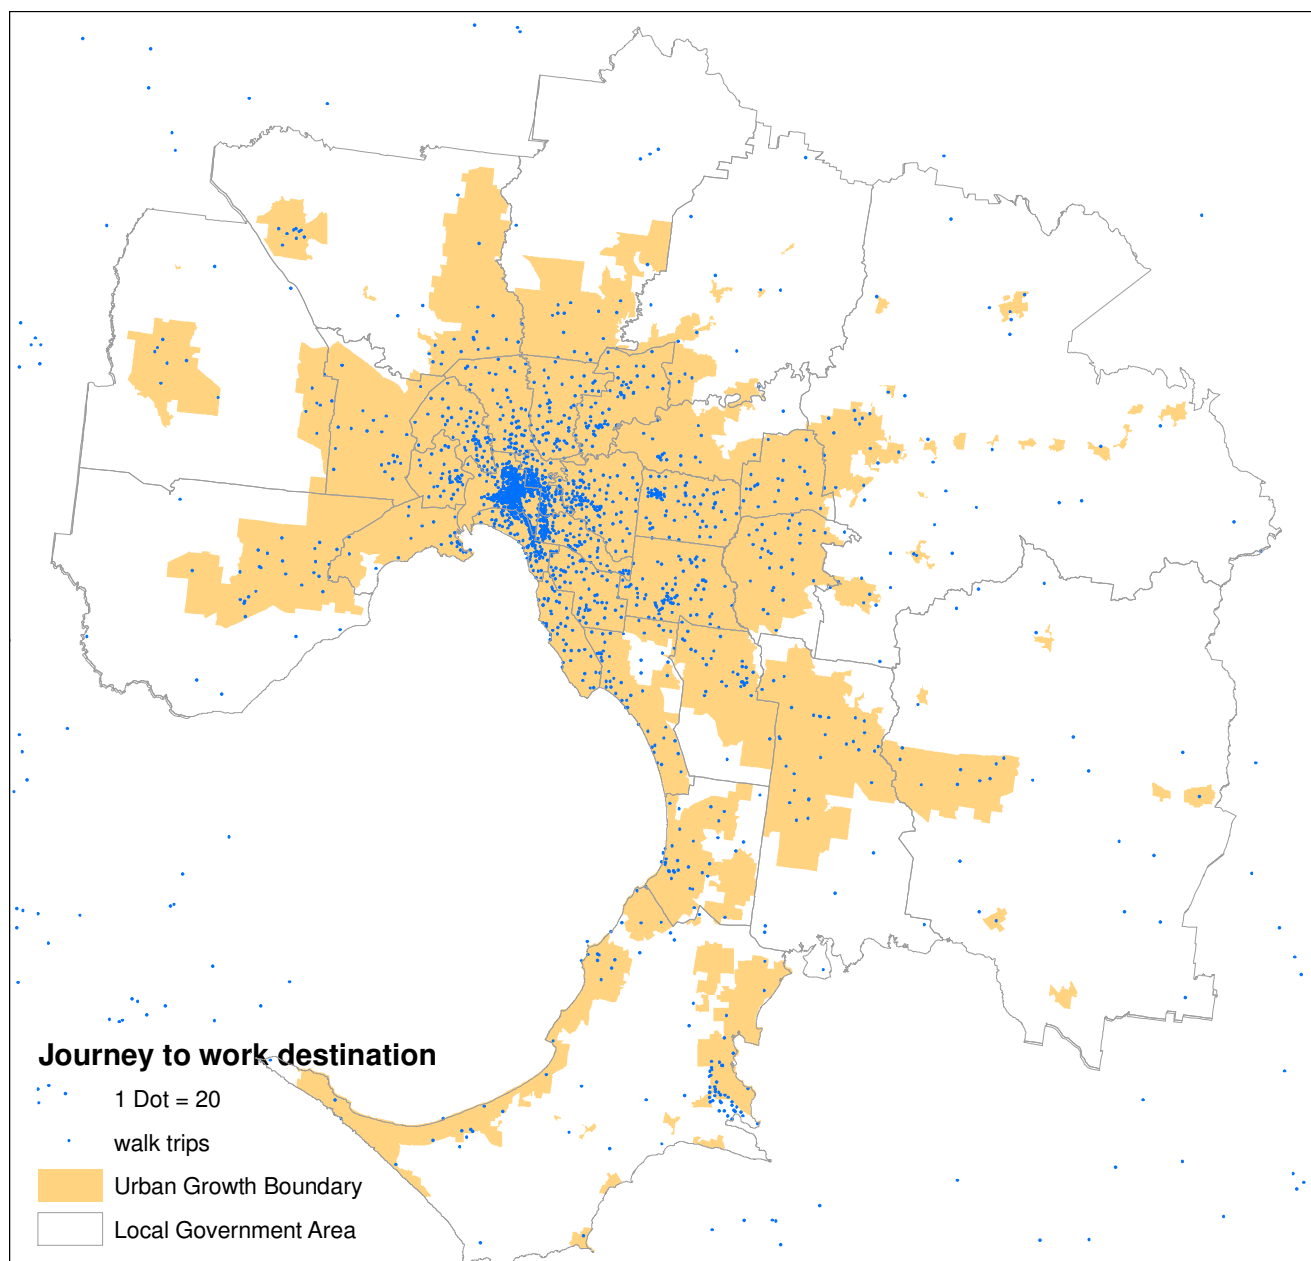 Journey to work destination
1 Dot = 20
walk trips
Urban Growth Boundary
Local Government Area